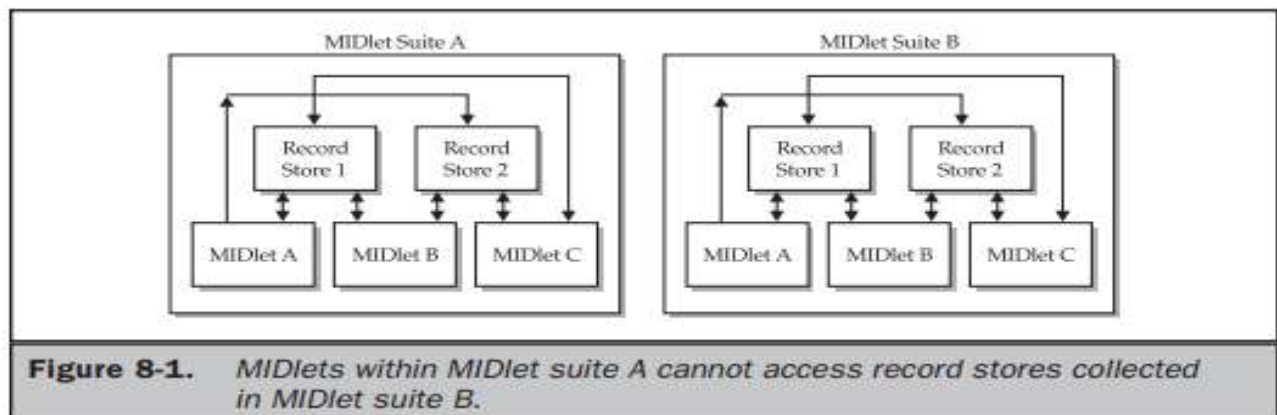 MIDlet Suite A
MIDlet Suite B
Record
Store 1
Record
Store 2
Record
Store 1
Record
Store 2
MIDlet A
MIDlet B
MIDlet C
MIDlet A
MIDlet B
MIDlet C
Figure 8-1. MIDlets within MIDlet suite A cannot access record stores collected
in MIDlet suite B.